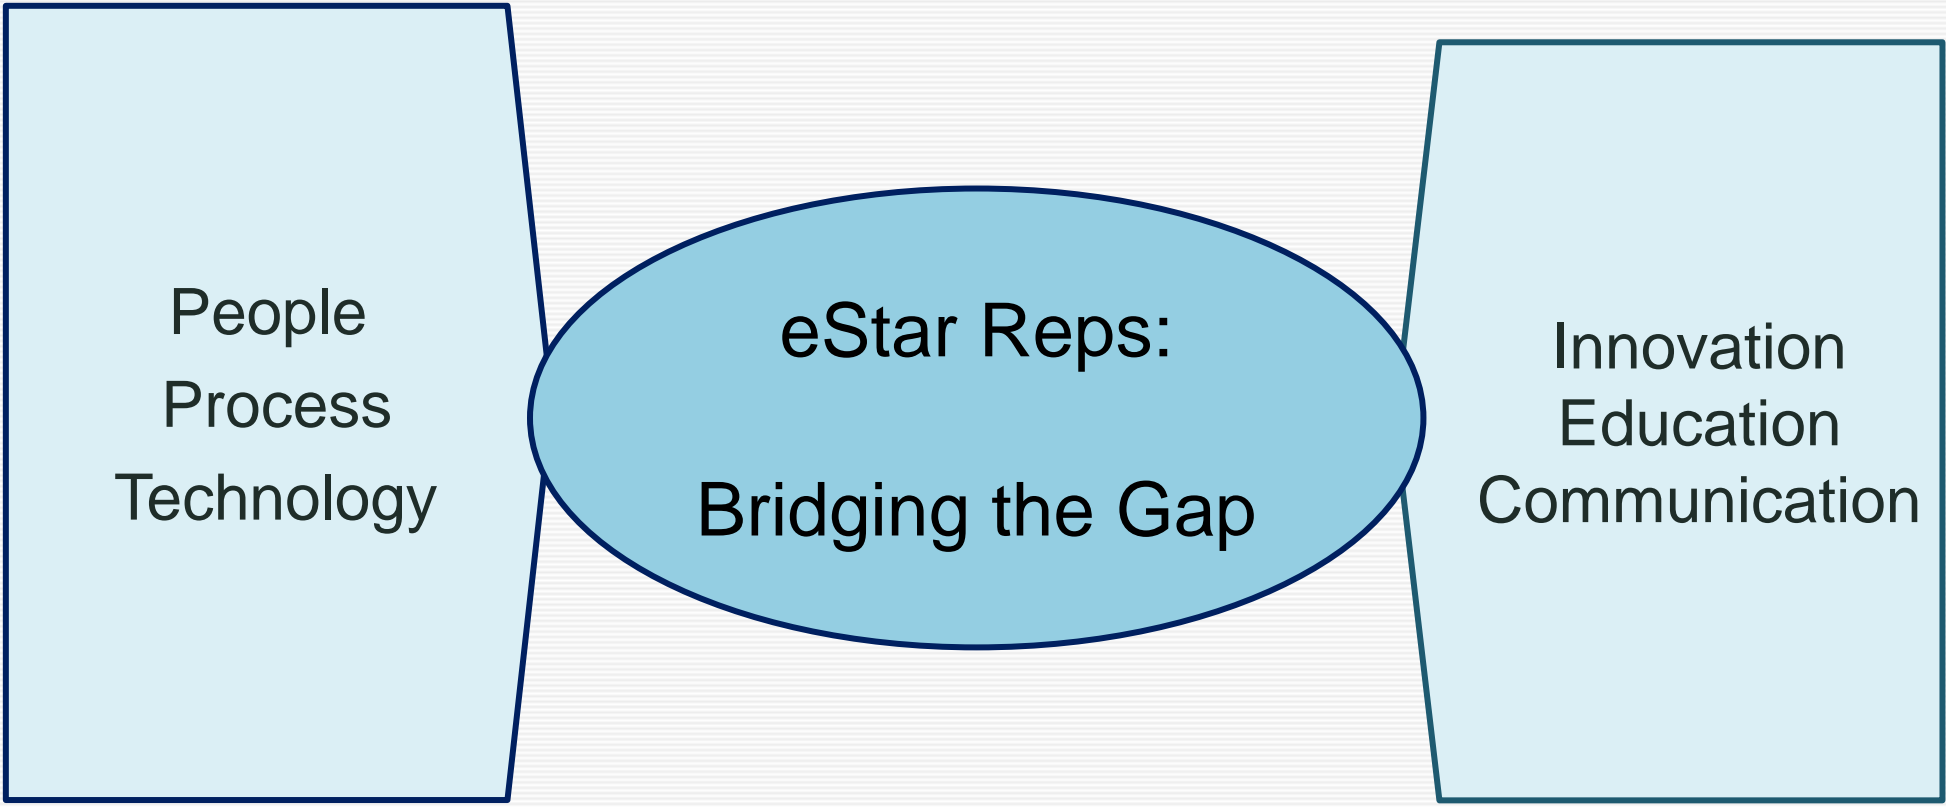 People
Process
Technology
eStar Reps:
Bridging the Gap
Innovation
Education
Communication